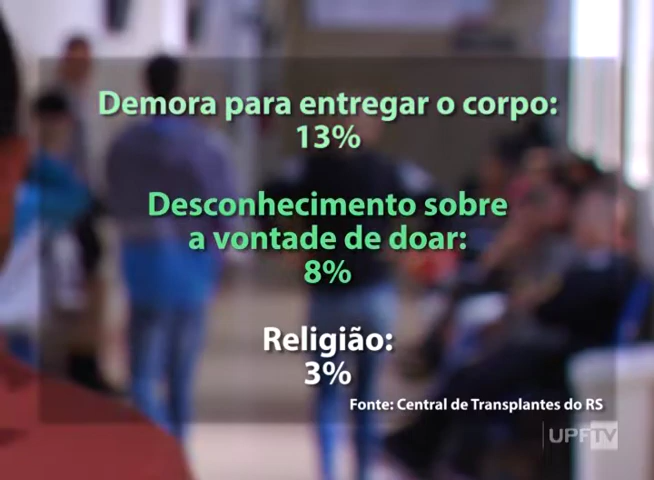 Demora para entregar o corpo:
13%
Desconhecimento sobre
a vontade de doar:
8%
Religião:
3%
Fonte: Central de Transplantes do RS
UPFTV